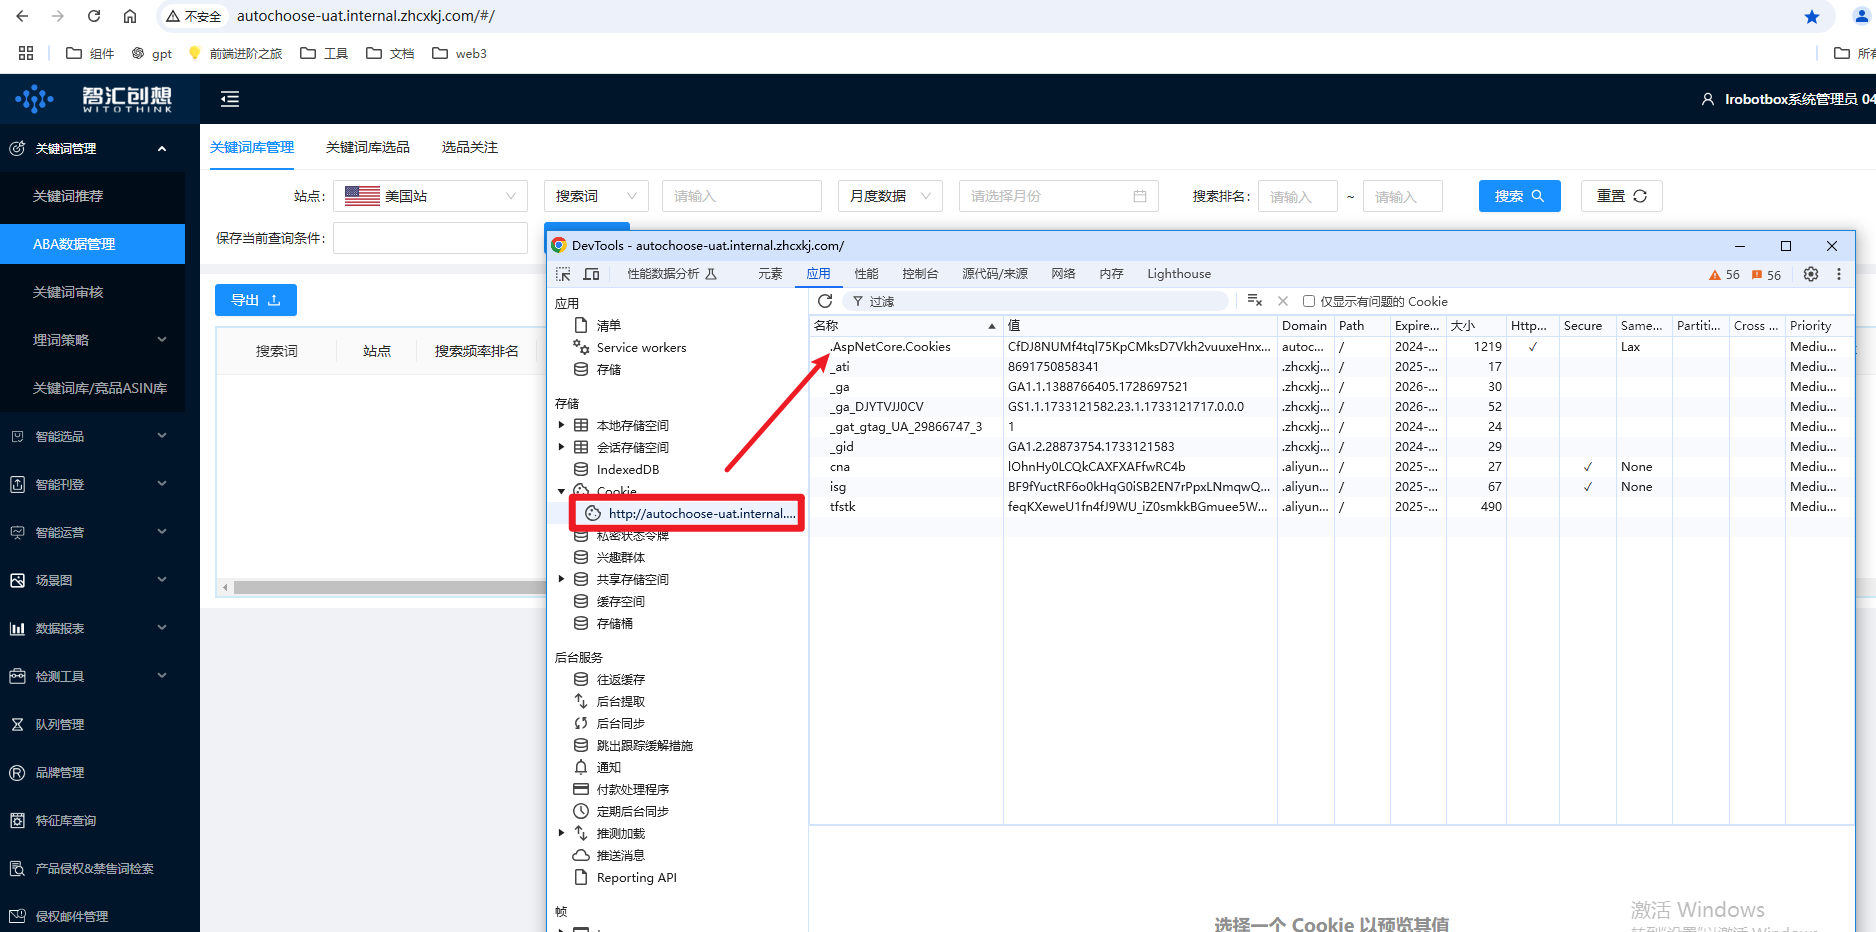 不安全 autochoose-uat.internal.zhcxkj.com/#/
组件 gpt 前端进阶之旅 工具 文档 web3 所有
智汇创想
WITOTHINK
Irobotbox系统管理员 04
关键词管理
关键词推荐
ABA数据管理
关键词审核
埋词策略
关键词库/竞品ASIN库
智能选品
智能刊登
智能运营
场景图
数据报表
检测工具
队列管理
品牌管理
特征库查询
产品侵权&禁售词检索
侵权邮件管理
关键词库管理 关键词库选品 选品关注
站点: 美国站 搜索词 请输入 月度数据 请选择月份 搜索排名: 请输入 ~ 请输入 搜索 重置
保存当前查询条件:
导出
搜索词 站点 搜索频率排名
DevTools - autochoose-uat.internal.zhcxkj.com/
性能数据分析 元素 应用 性能 控制台 源代码/来源 网络 内存 Lighthouse 56 56
应用
清单
Service workers
存储
存储
本地存储空间
会话存储空间
IndexedDB
Cookie
http://autochoose-uat.internal....
私密状态令牌
兴趣群体
共享存储空间
缓存空间
存储桶
后台服务
往返缓存
后台提取
后台同步
跳出跟踪缓解措施
通知
付款处理程序
定期后台同步
推测加载
推送消息
Reporting API
帧
过滤 仅显示有问题的 Cookie
名称 值 Domain Path Expire... 大小 Http... Secure Same... Partiti... Cross ... Priority
.AspNetCore.Cookies CfDJ8NUMf4tql75KpCMksD7Vkh2vuuxeHnx... autoc... / 2024-... 1219 ✓ Lax Mediu...
_ati 8691750858341 .zhcxkj... / 2025-... 17 Mediu...
_ga GA1.1.1388766405.1728697521 .zhcxkj... / 2026-... 30 Mediu...
_ga_DJYTVJJ0CV GS1.1.1733121582.23.1.1733121717.0.0.0 .zhcxkj... / 2026-... 52 Mediu...
_gat_gtag_UA_29866747_3 1 .zhcxkj... / 2024-... 24 Mediu...
_gid GA1.2.28873754.1733121583 .zhcxkj... / 2024-... 29 Mediu...
cna lOhnHy0LCQkCAXFXAFfwRC4b .aliyun... / 2025-... 27 ✓ None Mediu...
isg BF9fYuctRF6o0kHqG0iSB2EN7rPpxLNmqwQ... .aliyun... / 2025-... 67 ✓ None Mediu...
tfstk feqKXeweU1fn4fJ9WU_iZ0smkkBGmuee5W... .aliyun... / 2025-... 490 Mediu...
选择一个 Cookie 以预览其值
激活 Windows
转到"设置"以激活 Windows。